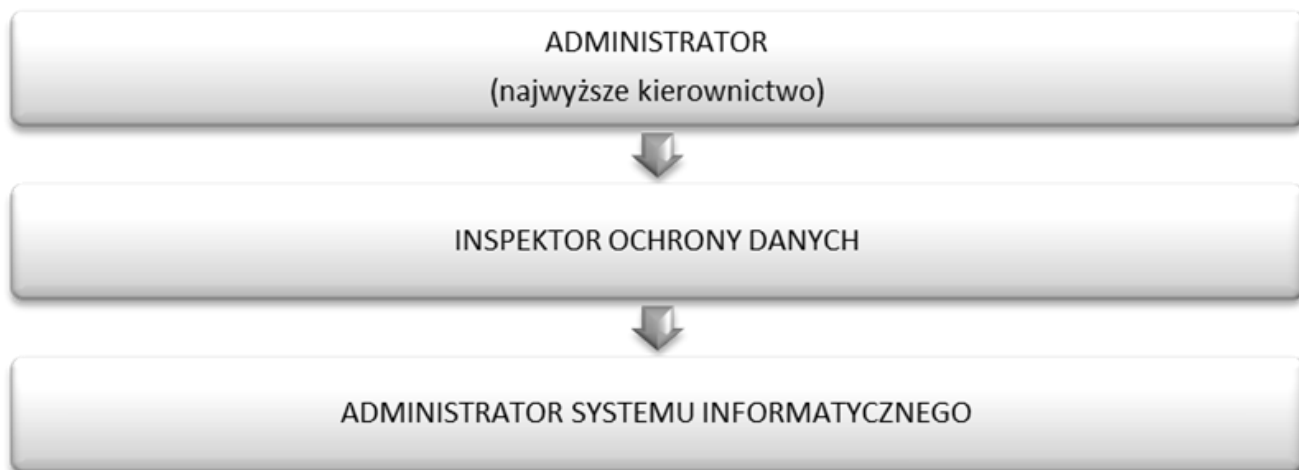 ADMINISTRATOR
(najwyższe kierownictwo)
INSPEKTOR OCHRONY DANYCH
ADMINISTRATOR SYSTEMU INFORMATYCZNEGO